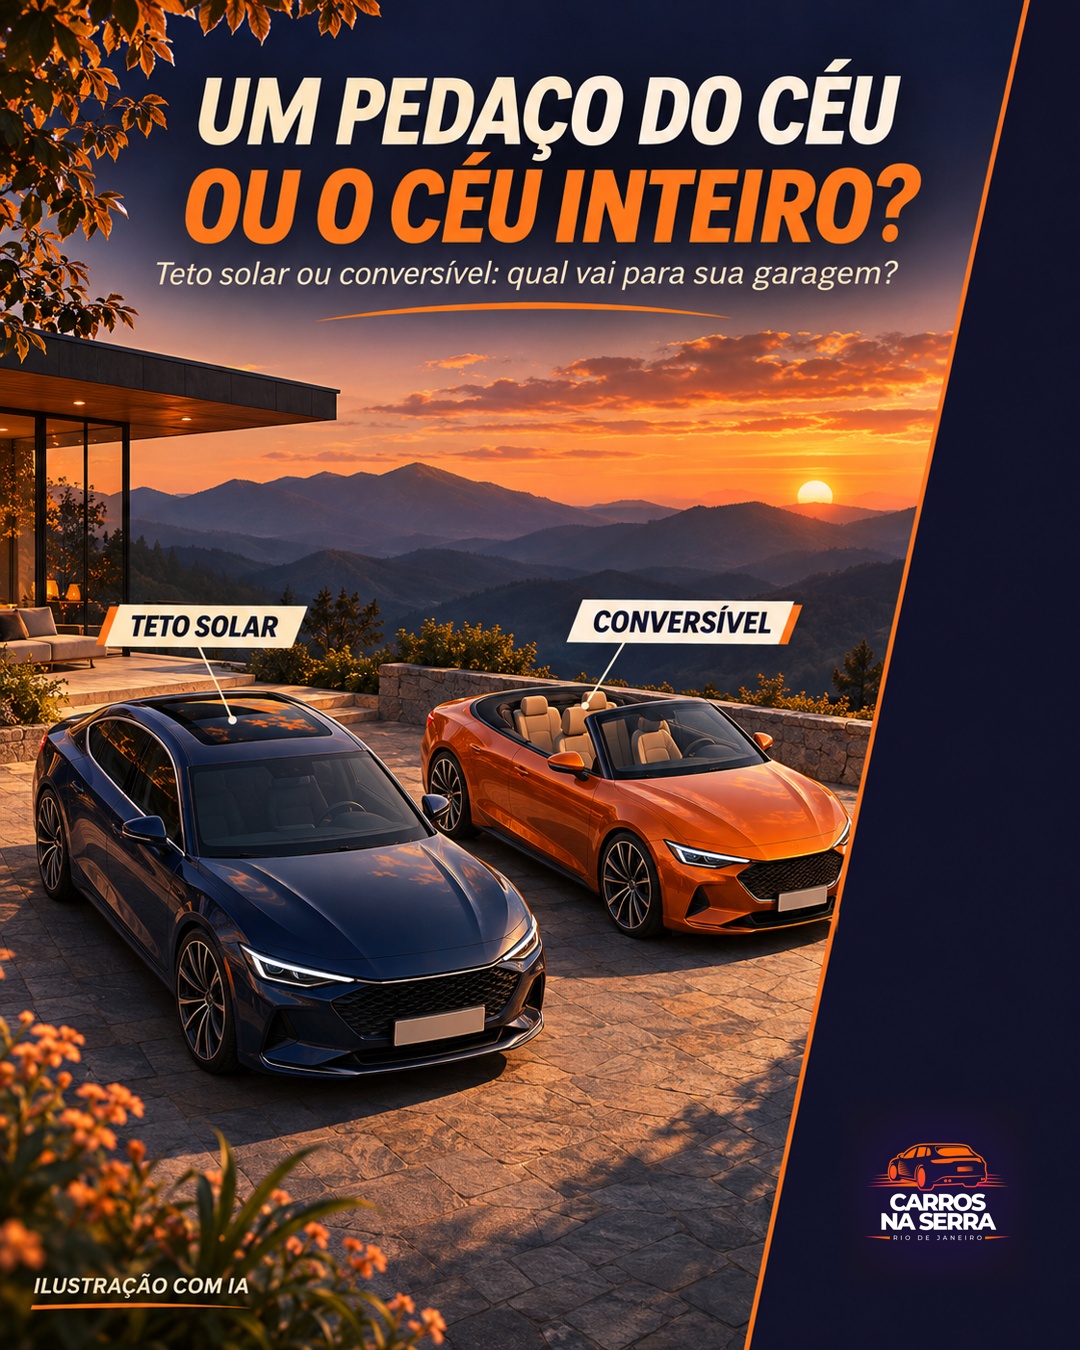 UM PEDAÇO DO CÉU
OU O CÉU INTEIRO?
Teto solar ou conversível: qual vai para sua garagem?
TETO SOLAR
CONVERSÍVEL
CARROS
NA SERRA
RIO DE JANEIRO
ILUSTRAÇÃO COM IA